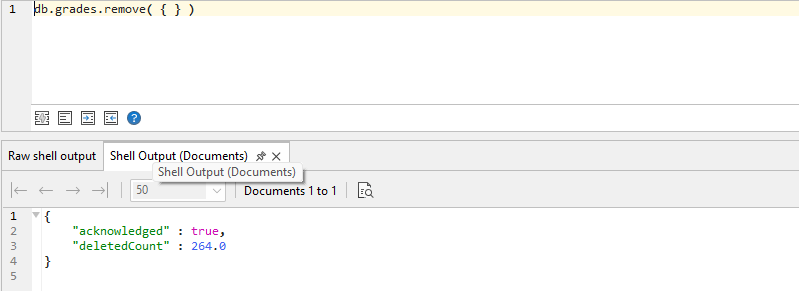 1 db.grades.remove( { } )
?
Raw shell output Shell Output (Documents)
Shell Output (Documents)
50 Documents 1 to 1
1 {
2 "acknowledged" : true,
3 "deletedCount" : 264.0
4 }
5